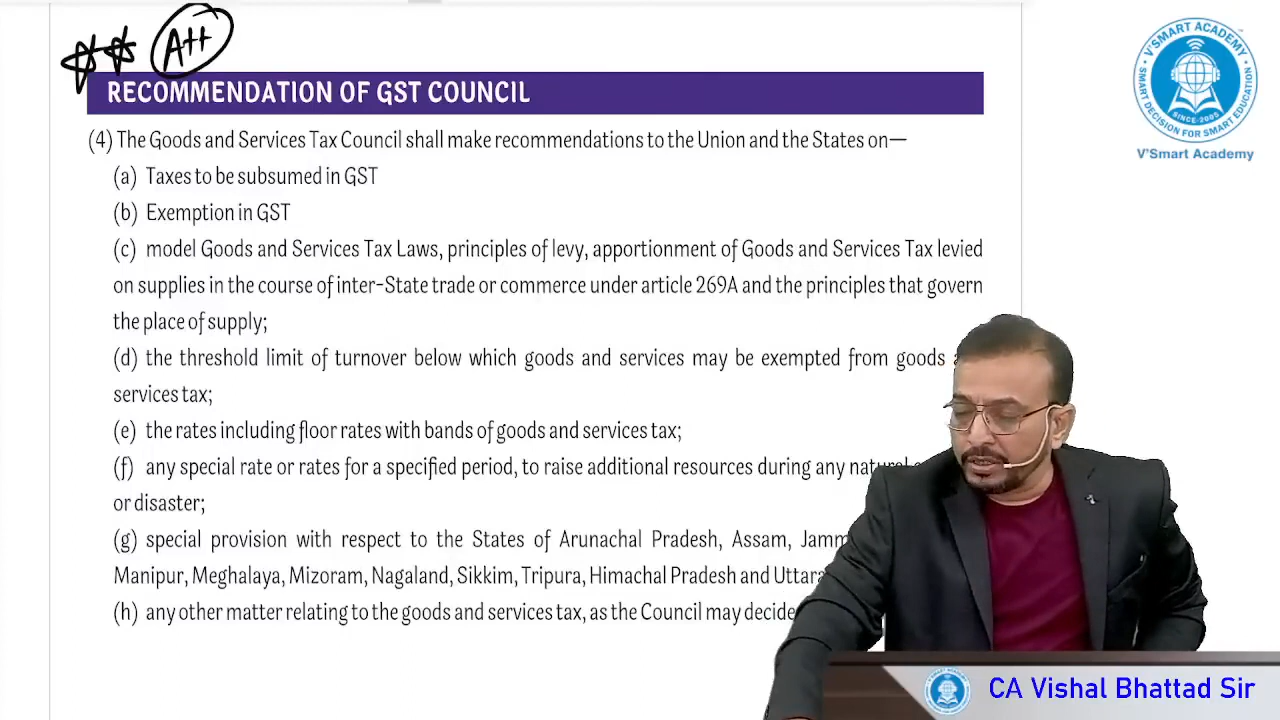 A++
RECOMMENDATION OF GST COUNCIL
(4) The Goods and Services Tax Council shall make recommendations to the Union and the States on—
(a) Taxes to be subsumed in GST
(b) Exemption in GST
(c) model Goods and Services Tax Laws, principles of levy, apportionment of Goods and Services Tax levied
on supplies in the course of inter-State trade or commerce under article 269A and the principles that govern
the place of supply;
(d) the threshold limit of turnover below which goods and services may be exempted from goods
services tax;
(e) the rates including floor rates with bands of goods and services tax;
(f) any special rate or rates for a specified period, to raise additional resources during any natural
or disaster;
(g) special provision with respect to the States of Arunachal Pradesh, Assam,
Manipur, Meghalaya, Mizoram, Nagaland, Sikkim, Tripura, Himachal Pradesh and
(h) any other matter relating to the goods and services tax, as the Council may decide
V'SMART ACADEMY
SINCE-2005
SMART DECISION FOR SMART EDUCATION
V'Smart Academy
CA Vishal Bhattad Sir